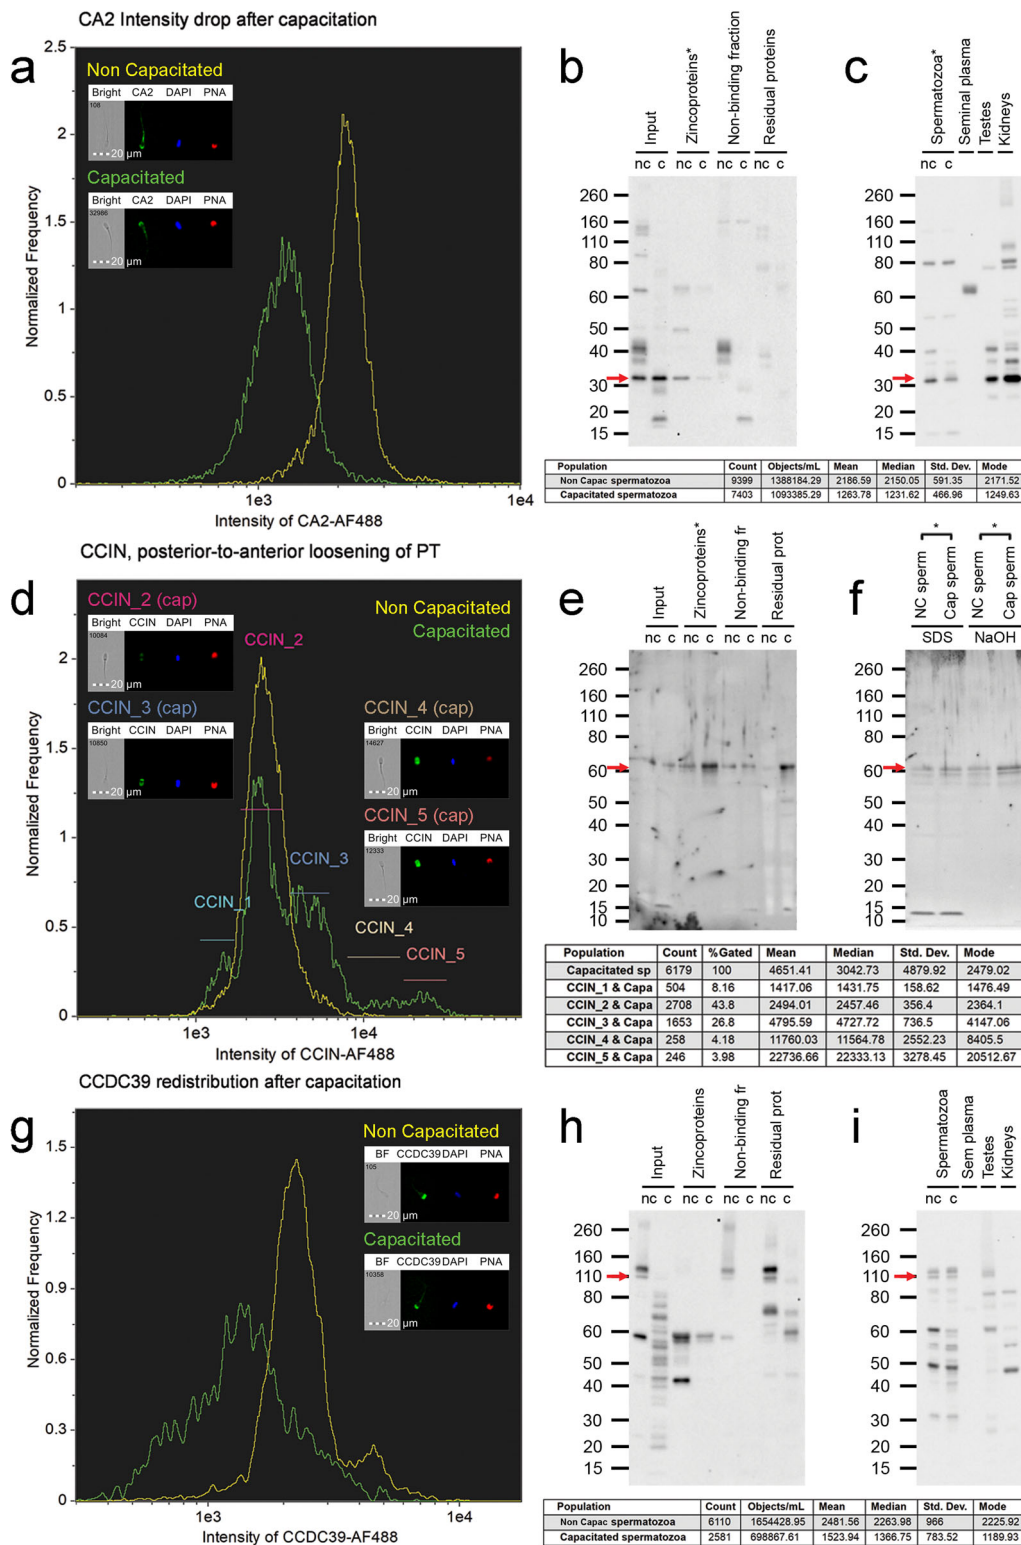 CA2 Intensity drop after capacitation
a
2.5
2
1.5
1
0.5
0
Normalized Frequency
Non Capacitated
Bright CA2 DAPI PNA
108
20 µm
Capacitated
Bright CA2 DAPI PNA
32986
20 µm
1e3 1e4
Intensity of CA2-AF488
b
Input Zincoproteins* Non-binding fraction Residual proteins
nc c nc c nc c nc c
260
160
110
80
60
50
40
30
20
15
c
Spermatozoa* Seminal plasma Testes Kidneys
nc c
260
160
110
80
60
50
40
30
20
15
Population Count Objects/mL Mean Median Std. Dev. Mode
Non Capac spermatozoa 9399 1388184.29 2186.59 2150.05 591.35 2171.52
Capacitated spermatozoa 7403 1093385.29 1263.78 1231.62 466.96 1249.63
CCIN, posterior-to-anterior loosening of PT
d
2
1.5
1
0.5
0
Normalized Frequency
CCIN_2 (cap)
Bright CCIN DAPI PNA
10084
20 µm
CCIN_3 (cap)
Bright CCIN DAPI PNA
10850
20 µm
Non Capacitated
Capacitated
CCIN_4 (cap)
Bright CCIN DAPI PNA
14627
20 µm
CCIN_5 (cap)
Bright CCIN DAPI PNA
12333
20 µm
CCIN_2
CCIN_3
CCIN_1
CCIN_4
CCIN_5
1e3 1e4
Intensity of CCIN-AF488
e
Input Zincoproteins* Non-binding fr Residual prot
nc c nc c nc c nc c
260
160
110
80
60
50
40
30
20
15
10
f
* *
NC sperm Cap sperm NC sperm Cap sperm
SDS NaOH
260
160
110
80
60
50
40
30
20
15
10
Population Count %Gated Mean Median Std. Dev. Mode
Capacitated sp 6179 100 4651.41 3042.73 4879.92 2479.02
CCIN_1 & Capa 504 8.16 1417.06 1431.75 158.62 1476.49
CCIN_2 & Capa 2708 43.8 2494.01 2457.46 356.4 2364.1
CCIN_3 & Capa 1653 26.8 4795.59 4727.72 736.5 4147.06
CCIN_4 & Capa 258 4.18 11760.03 11564.78 2552.23 8405.5
CCIN_5 & Capa 246 3.98 22736.66 22333.13 3278.45 20512.67
CCDC39 redistribution after capacitation
g
1.5
1.2
0.9
0.6
0.3
0
Normalized Frequency
Non Capacitated
BF CCDC39 DAPI PNA
105
20 µm
Capacitated
BF CCDC39 DAPI PNA
10358
20 µm
1e3 1e4
Intensity of CCDC39-AF488
h
Input Zincoproteins Non-binding fr Residual prot
nc c nc c nc c nc c
260
160
110
80
60
50
40
30
20
15
i
Spermatozoa Sem plasma Testes Kidneys
nc c
260
160
110
80
60
50
40
30
20
15
Population Count Objects/mL Mean Median Std. Dev. Mode
Non Capac spermatozoa 6110 1654428.95 2481.56 2263.98 966 2225.92
Capacitated spermatozoa 2581 698867.61 1523.94 1366.75 783.52 1189.93